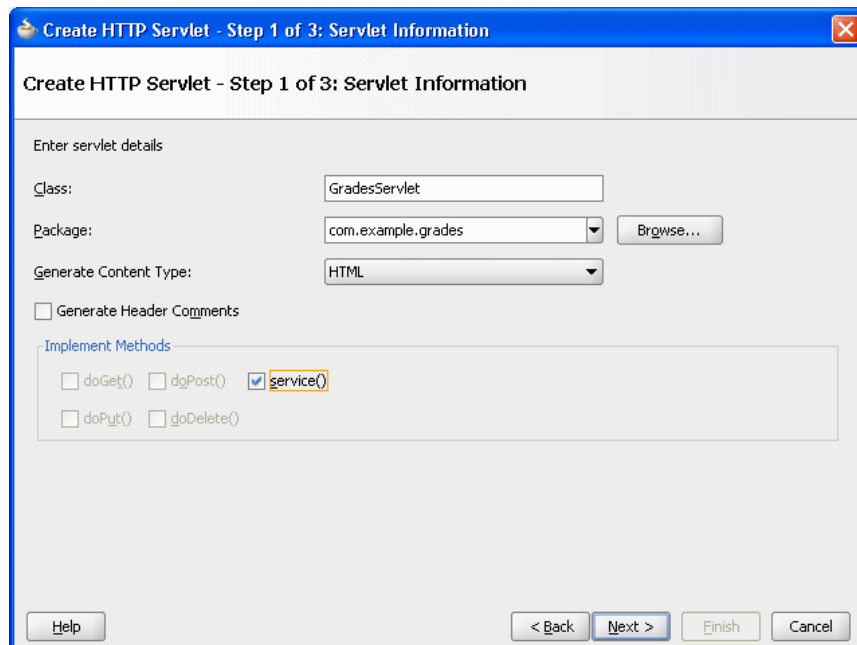 Create HTTP Servlet - Step 1 of 3: Servlet Information
Create HTTP Servlet - Step 1 of 3: Servlet Information
Enter servlet details
Class: GradesServlet
Package: com.example.grades Browse...
Generate Content Type: HTML
Generate Header Comments
Implement Methods
doGet() doPost() service()
doPut() doDelete()
Help < Back Next > Finish Cancel